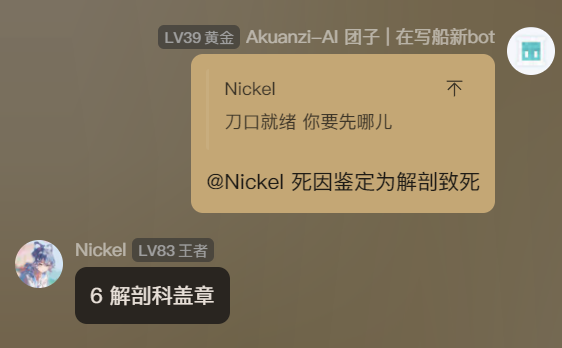 LV39 黄金 Akuanzi-AI 团子 | 在写船新bot
Nickel
刀口就绪 你要先哪儿
@Nickel 死因鉴定为解剖致死
Nickel LV83 王者
6 解剖科盖章